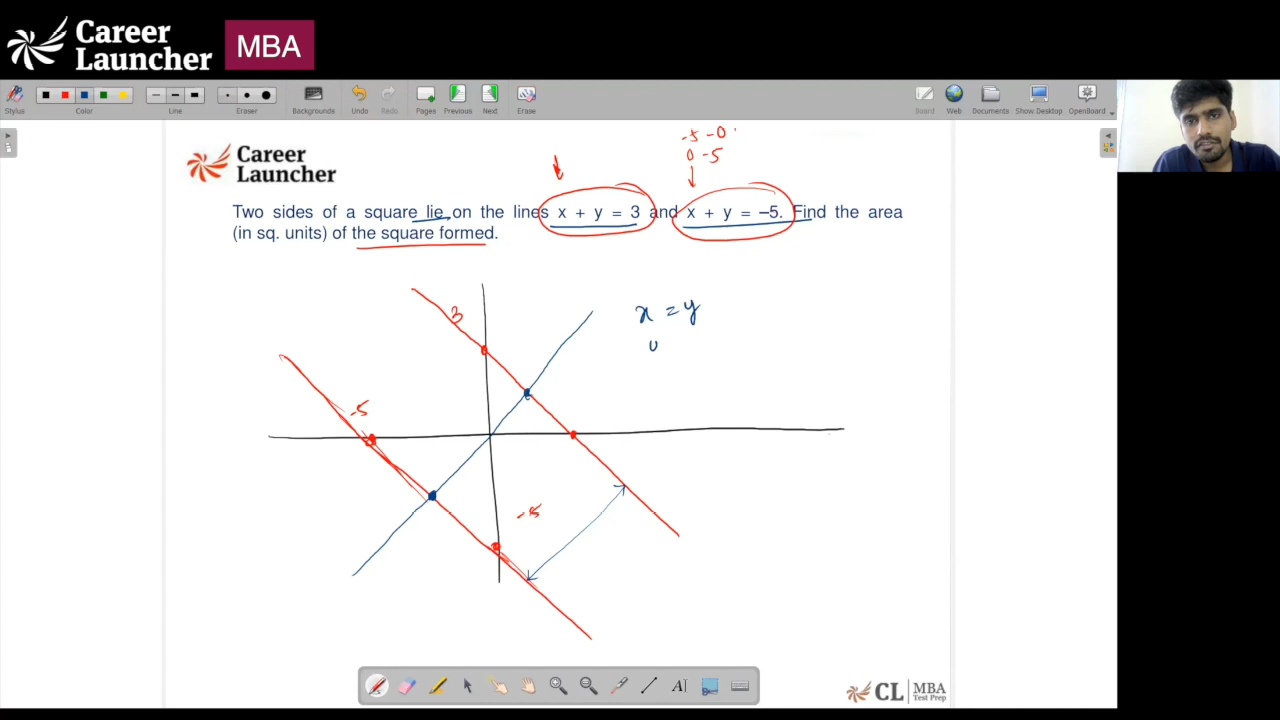 Career Launcher MBA
Stylus Color Line Eraser Backgrounds Undo Redo Pages Previous Next Erase Board Web Documents Show Desktop OpenBoard
-5 -0
0 -5
Career
Launcher
Two sides of a square lie on the lines x + y = 3 and x + y = –5. Find the area
(in sq. units) of the square formed.
3
x = y
-5
-5
A
CL MBA
Test Prep